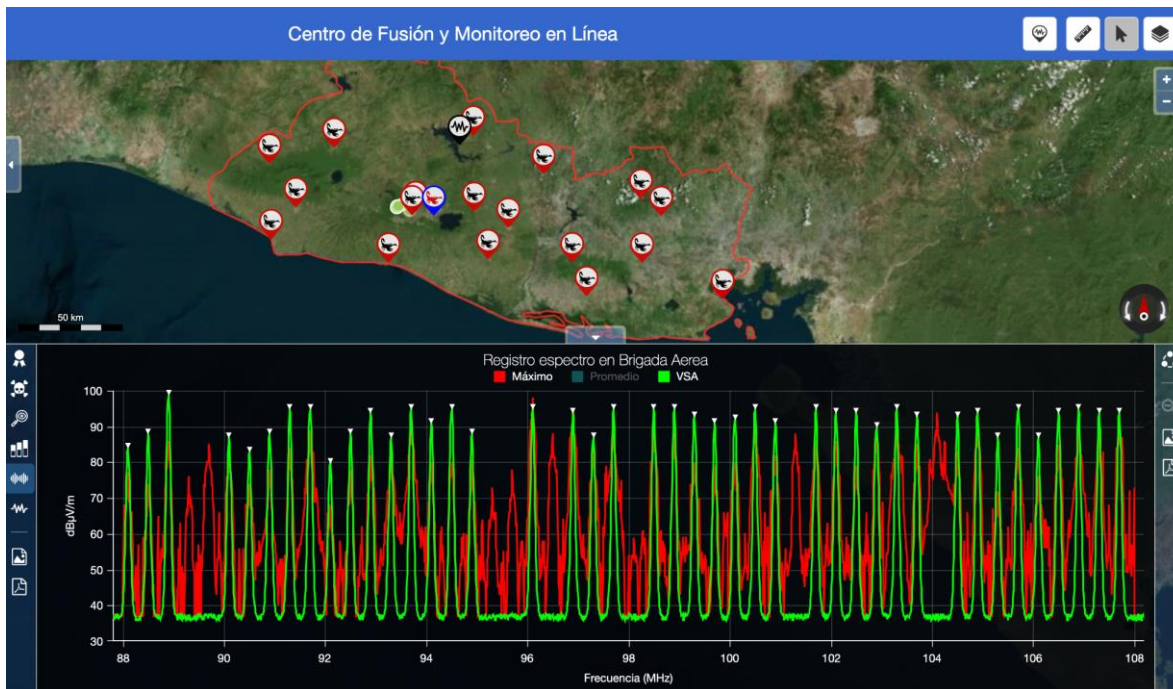 Centro de Fusión y Monitoreo en Línea
+
−
50 km
Registro espectro en Brigada Aerea
Máximo Promedio VSA
100
90
80
70
60
50
40
30
dBµV/m
88 90 92 94 96 98 100 102 104 106 108
Frecuencia (MHz)